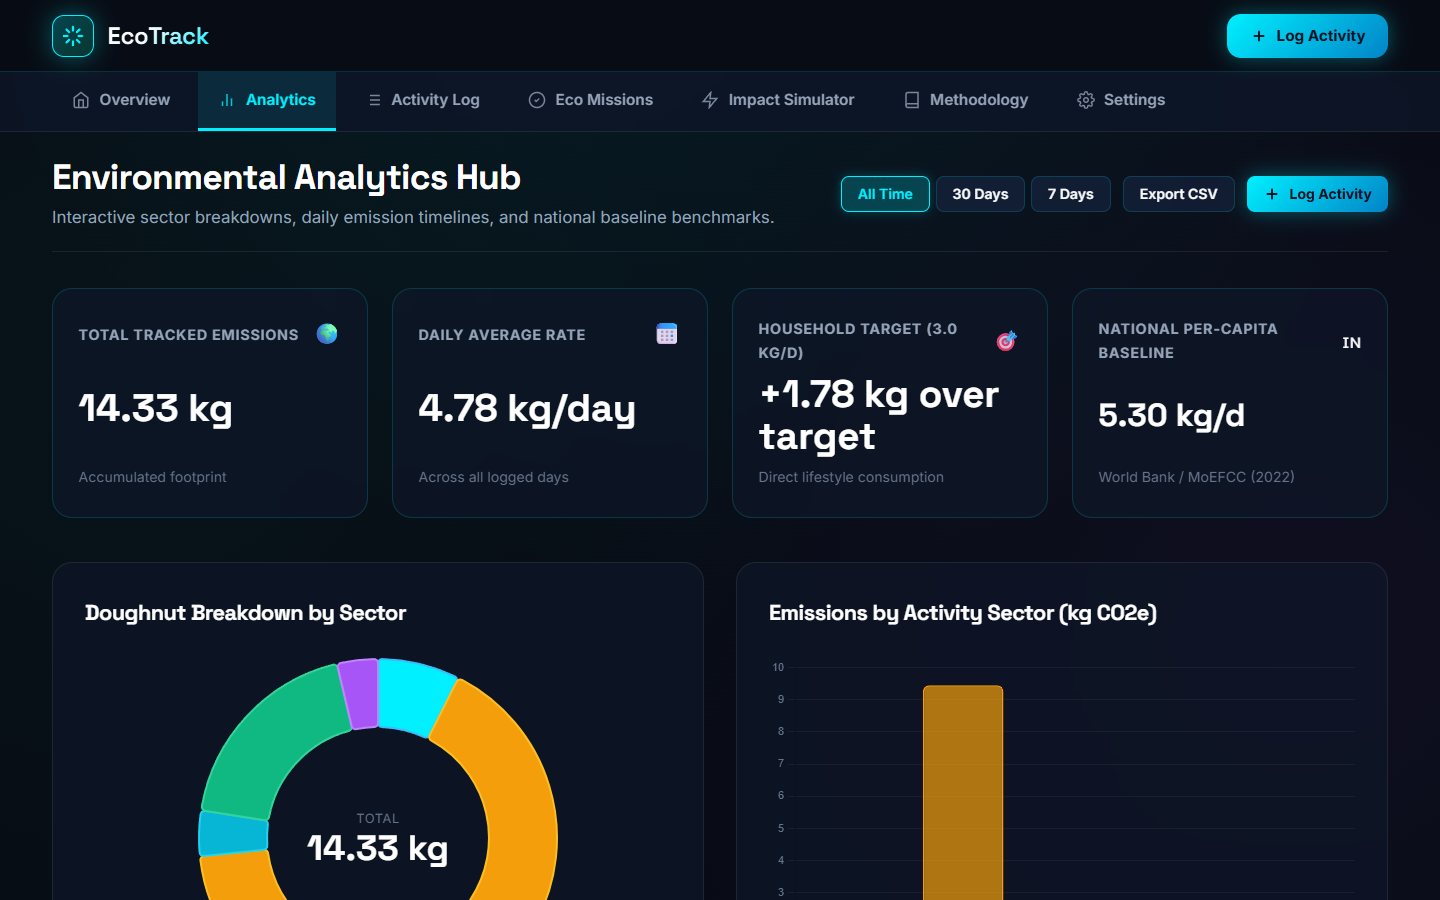 EcoTrack
+ Log Activity
Overview
Analytics
Activity Log
Eco Missions
Impact Simulator
Methodology
Settings
Environmental Analytics Hub
Interactive sector breakdowns, daily emission timelines, and national baseline benchmarks.
All Time
30 Days
7 Days
Export CSV
+ Log Activity
TOTAL TRACKED EMISSIONS
14.33 kg
Accumulated footprint
DAILY AVERAGE RATE
4.78 kg/day
Across all logged days
HOUSEHOLD TARGET (3.0
KG/D)
+1.78 kg over
target
Direct lifestyle consumption
NATIONAL PER-CAPITA
BASELINE
IN
5.30 kg/d
World Bank / MoEFCC (2022)
Doughnut Breakdown by Sector
TOTAL
14.33 kg
Emissions by Activity Sector (kg CO2e)
10
9
8
7
6
5
4
3